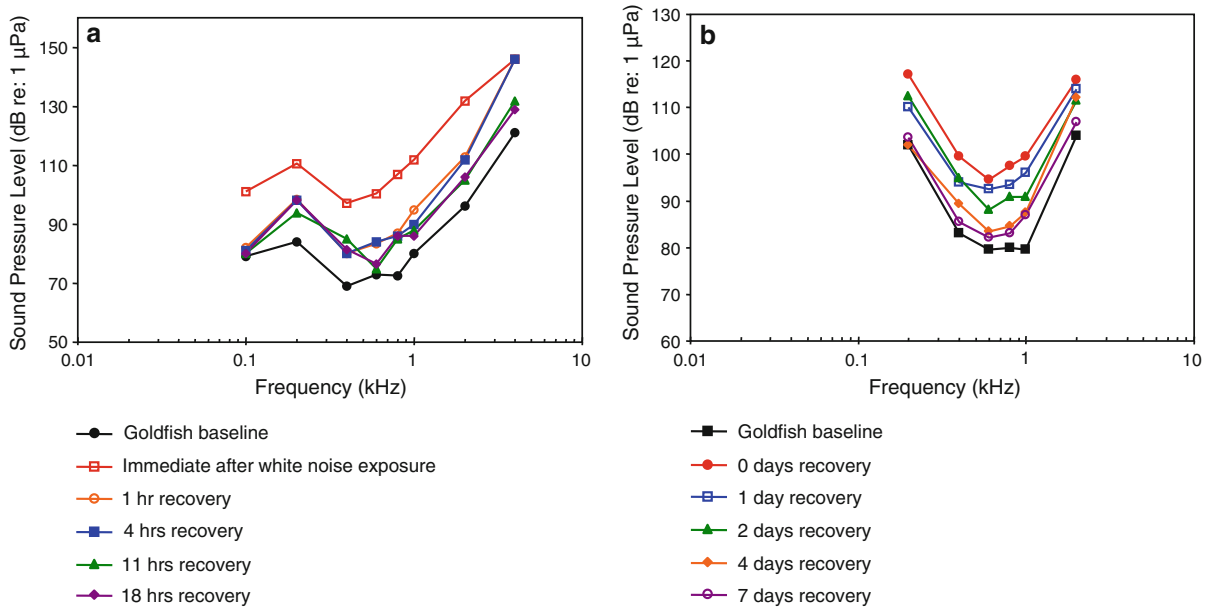 a
Sound Pressure Level (dB re: 1 µPa)
150
130
110
90
70
50
0.01
0.1
1
10
Frequency (kHz)
Goldfish baseline
Immediate after white noise exposure
1 hr recovery
4 hrs recovery
11 hrs recovery
18 hrs recovery
b
Sound Pressure Level (dB re: 1 µPa)
130
120
110
100
90
80
70
60
0.01
0.1
1
10
Frequency (kHz)
Goldfish baseline
0 days recovery
1 day recovery
2 days recovery
4 days recovery
7 days recovery